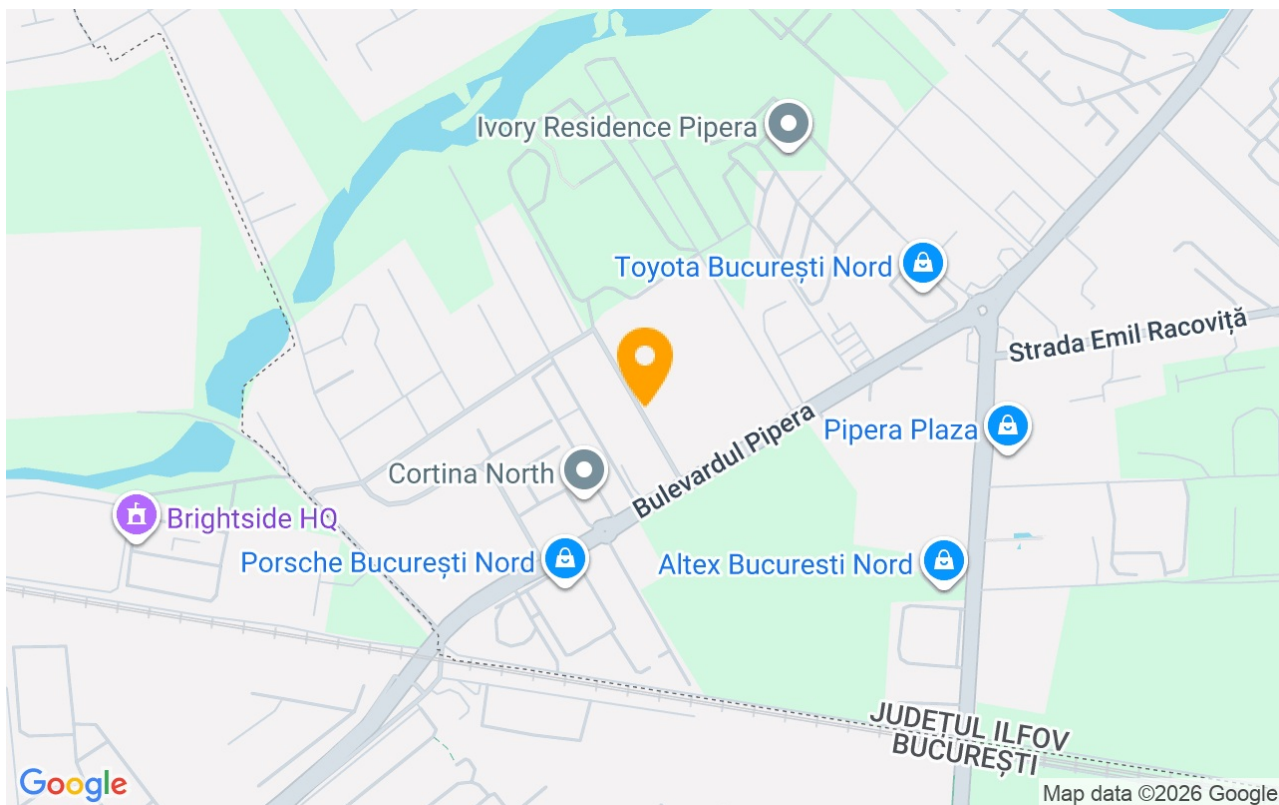 Ivory Residence Pipera
Toyota București Nord
Strada Emil Racoviță
Bulevardul Pipera
Pipera Plaza
Cortina North
Brightside HQ
Porsche București Nord
Altex Bucuresti Nord
JUDEȚUL ILFOV
BUCUREȘTI
Google
Map data ©2026 Google